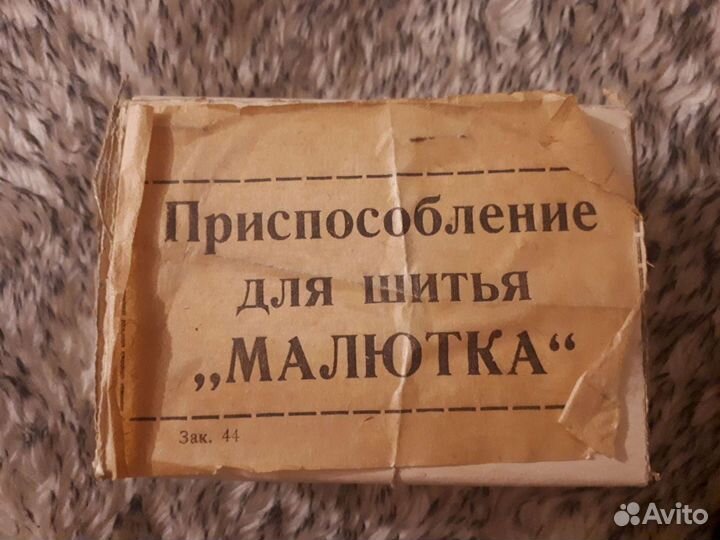 Приспособление
для шитья
„МАЛЮТКА“
Зак. 44
Avito